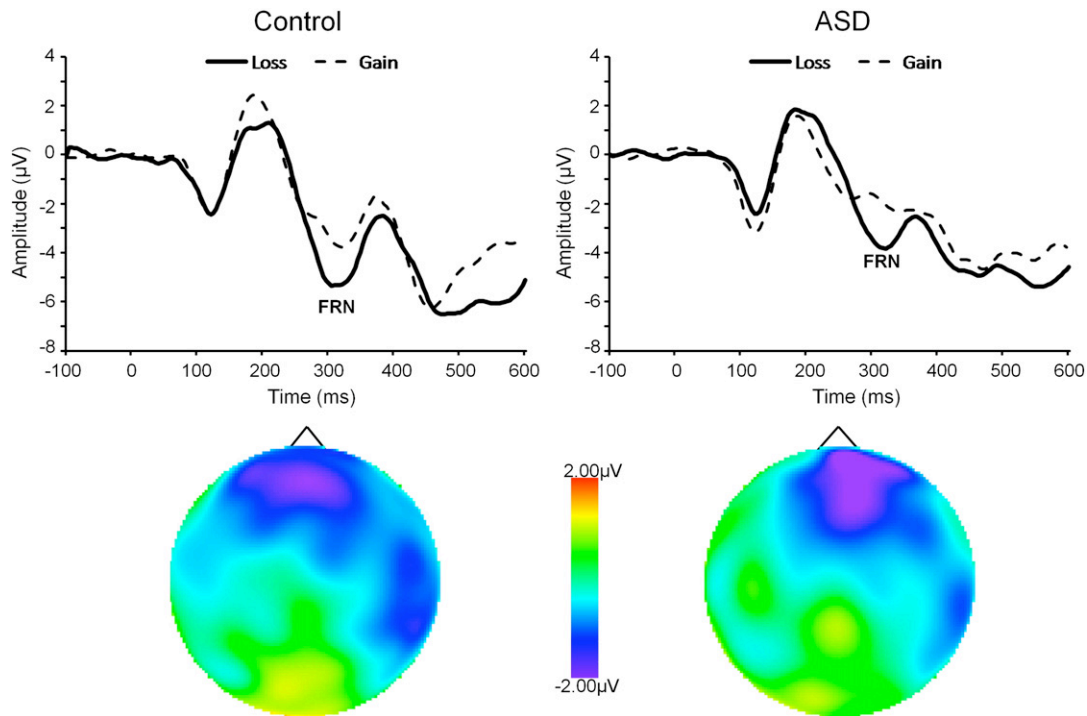 Control
ASD
Loss Gain
Loss Gain
Amplitude (µV)
4
2
0
-2
-4
-6
-8
FRN
-100 0 100 200 300 400 500 600
Time (ms)
Amplitude (µV)
4
2
0
-2
-4
-6
-8
FRN
-100 0 100 200 300 400 500 600
Time (ms)
2.00µV
-2.00µV